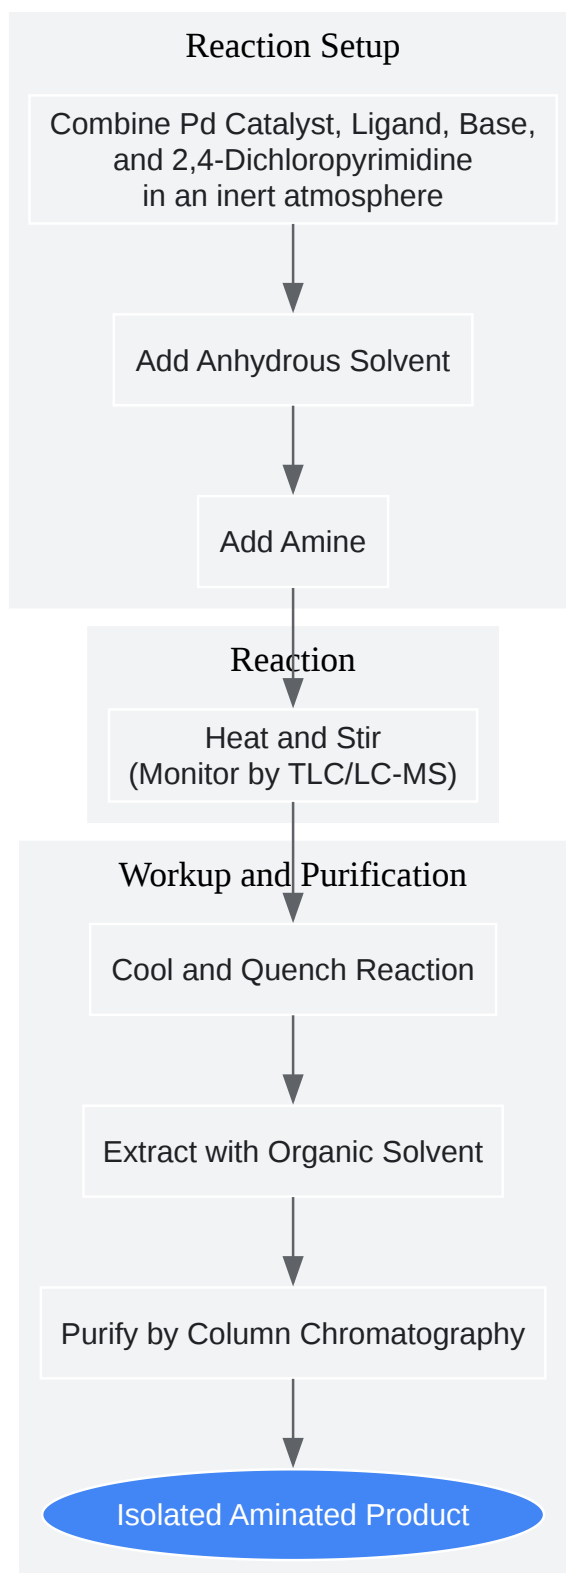 Reaction Setup
Combine Pd Catalyst, Ligand, Base,
and 2,4-Dichloropyrimidine
in an inert atmosphere
Add Anhydrous Solvent
Add Amine
Reaction
Heat and Stir
(Monitor by TLC/LC-MS)
Workup and Purification
Cool and Quench Reaction
Extract with Organic Solvent
Purify by Column Chromatography
Isolated Aminated Product